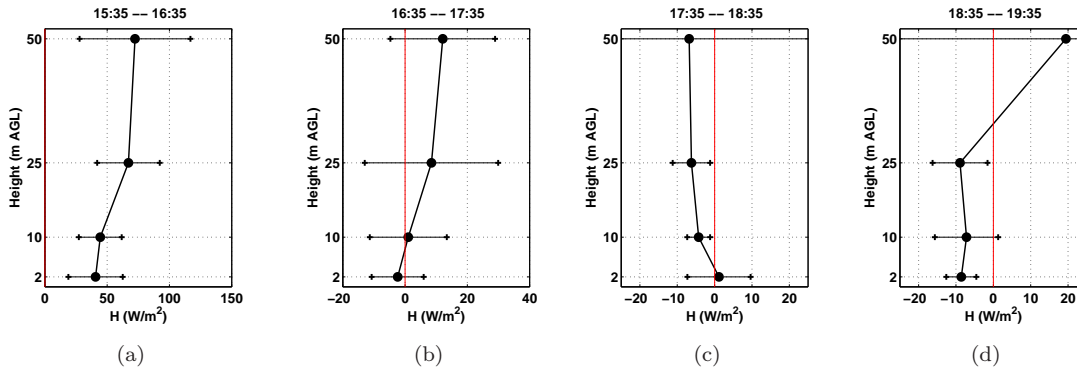 15:35 −− 16:35
50
25
10
2
Height (m AGL)
0 50 100 150
H (W/m²)
(a)
16:35 −− 17:35
50
25
10
2
Height (m AGL)
−20 0 20 40
H (W/m²)
(b)
17:35 −− 18:35
50
25
10
2
Height (m AGL)
−20 −10 0 10 20
H (W/m²)
(c)
18:35 −− 19:35
50
25
10
2
Height (m AGL)
−20 −10 0 10 20
H (W/m²)
(d)